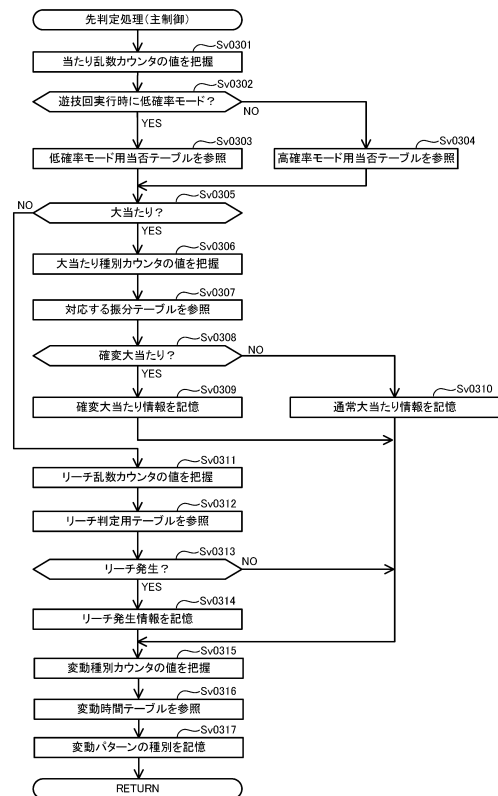 先判定処理(主制御)
Sv0301
当たり乱数カウンタの値を把握
Sv0302
遊技回実行時に低確率モード?
NO
YES
Sv0303
低確率モード用当否テーブルを参照
Sv0304
高確率モード用当否テーブルを参照
Sv0305
NO
大当たり?
YES
Sv0306
大当たり種別カウンタの値を把握
Sv0307
対応する振分テーブルを参照
Sv0308
確変大当たり?
NO
YES
Sv0309
確変大当たり情報を記憶
Sv0310
通常大当たり情報を記憶
Sv0311
リーチ乱数カウンタの値を把握
Sv0312
リーチ判定用テーブルを参照
Sv0313
リーチ発生?
NO
YES
Sv0314
リーチ発生情報を記憶
Sv0315
変動種別カウンタの値を把握
Sv0316
変動時間テーブルを参照
Sv0317
変動パターンの種別を記憶
RETURN